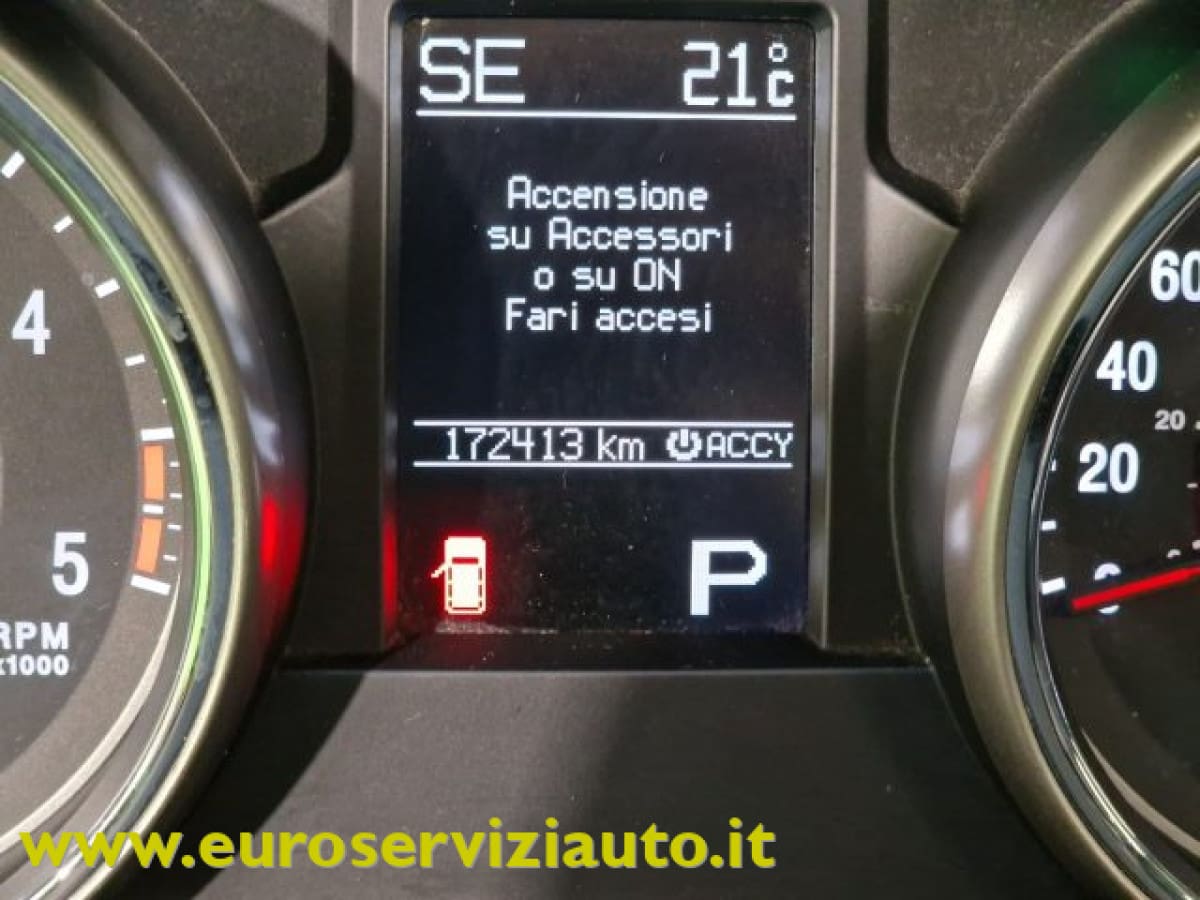 SE 21°C
Accensione
su Accessori
o su ON
Fari accesi
172413 km ACCY
P
4
5
RPM
x1000
60
40
20
20
0
www.euroserviziauto.it